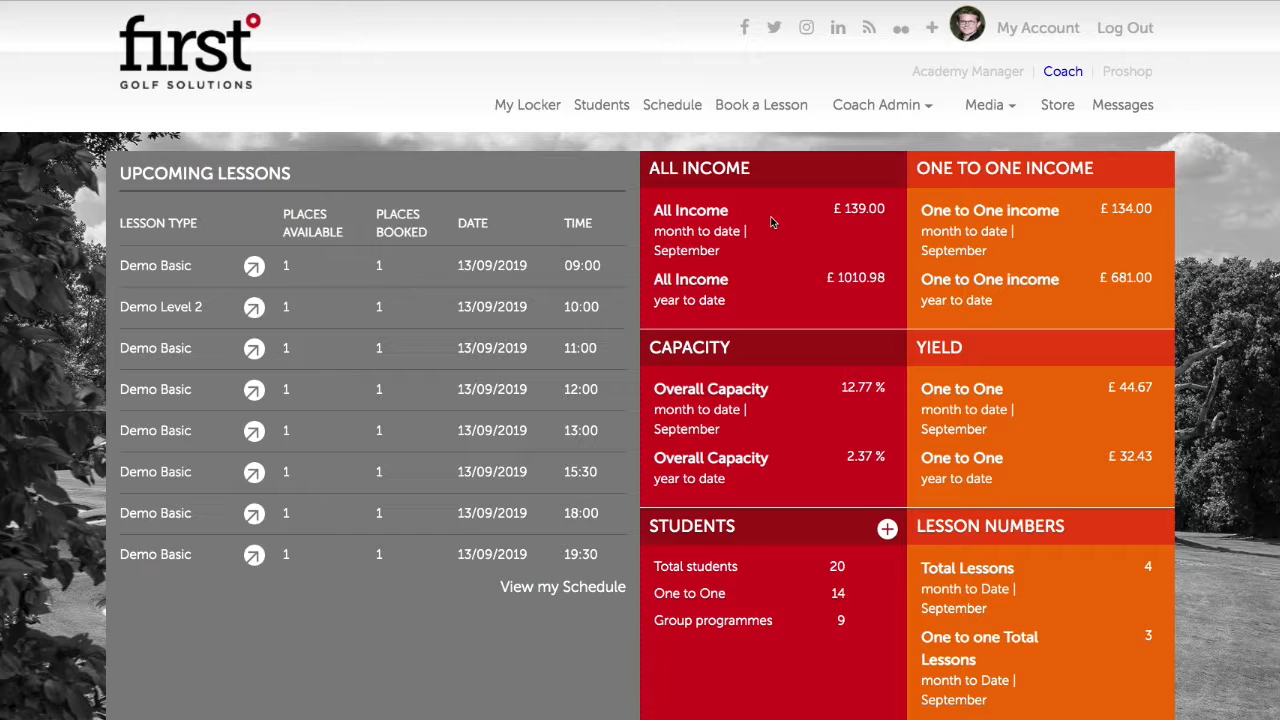 first°
GOLF SOLUTIONS
My Account Log Out
Academy Manager | Coach | Proshop
My Locker Students Schedule Book a Lesson Coach Admin Media Store Messages
UPCOMING LESSONS
LESSON TYPE PLACES AVAILABLE PLACES BOOKED DATE TIME
Demo Basic 1 1 13/09/2019 09:00
Demo Level 2 1 1 13/09/2019 10:00
Demo Basic 1 1 13/09/2019 11:00
Demo Basic 1 1 13/09/2019 12:00
Demo Basic 1 1 13/09/2019 13:00
Demo Basic 1 1 13/09/2019 15:30
Demo Basic 1 1 13/09/2019 18:00
Demo Basic 1 1 13/09/2019 19:30
View my Schedule
ALL INCOME
All Income £ 139.00
month to date |
September
All Income £ 1010.98
year to date
ONE TO ONE INCOME
One to One income £ 134.00
month to date |
September
One to One income £ 681.00
year to date
CAPACITY
Overall Capacity 12.77 %
month to date |
September
Overall Capacity 2.37 %
year to date
YIELD
One to One £ 44.67
month to date |
September
One to One £ 32.43
year to date
STUDENTS
Total students 20
One to One 14
Group programmes 9
LESSON NUMBERS
Total Lessons 4
month to Date |
September
One to one Total 3
Lessons
month to Date |
September